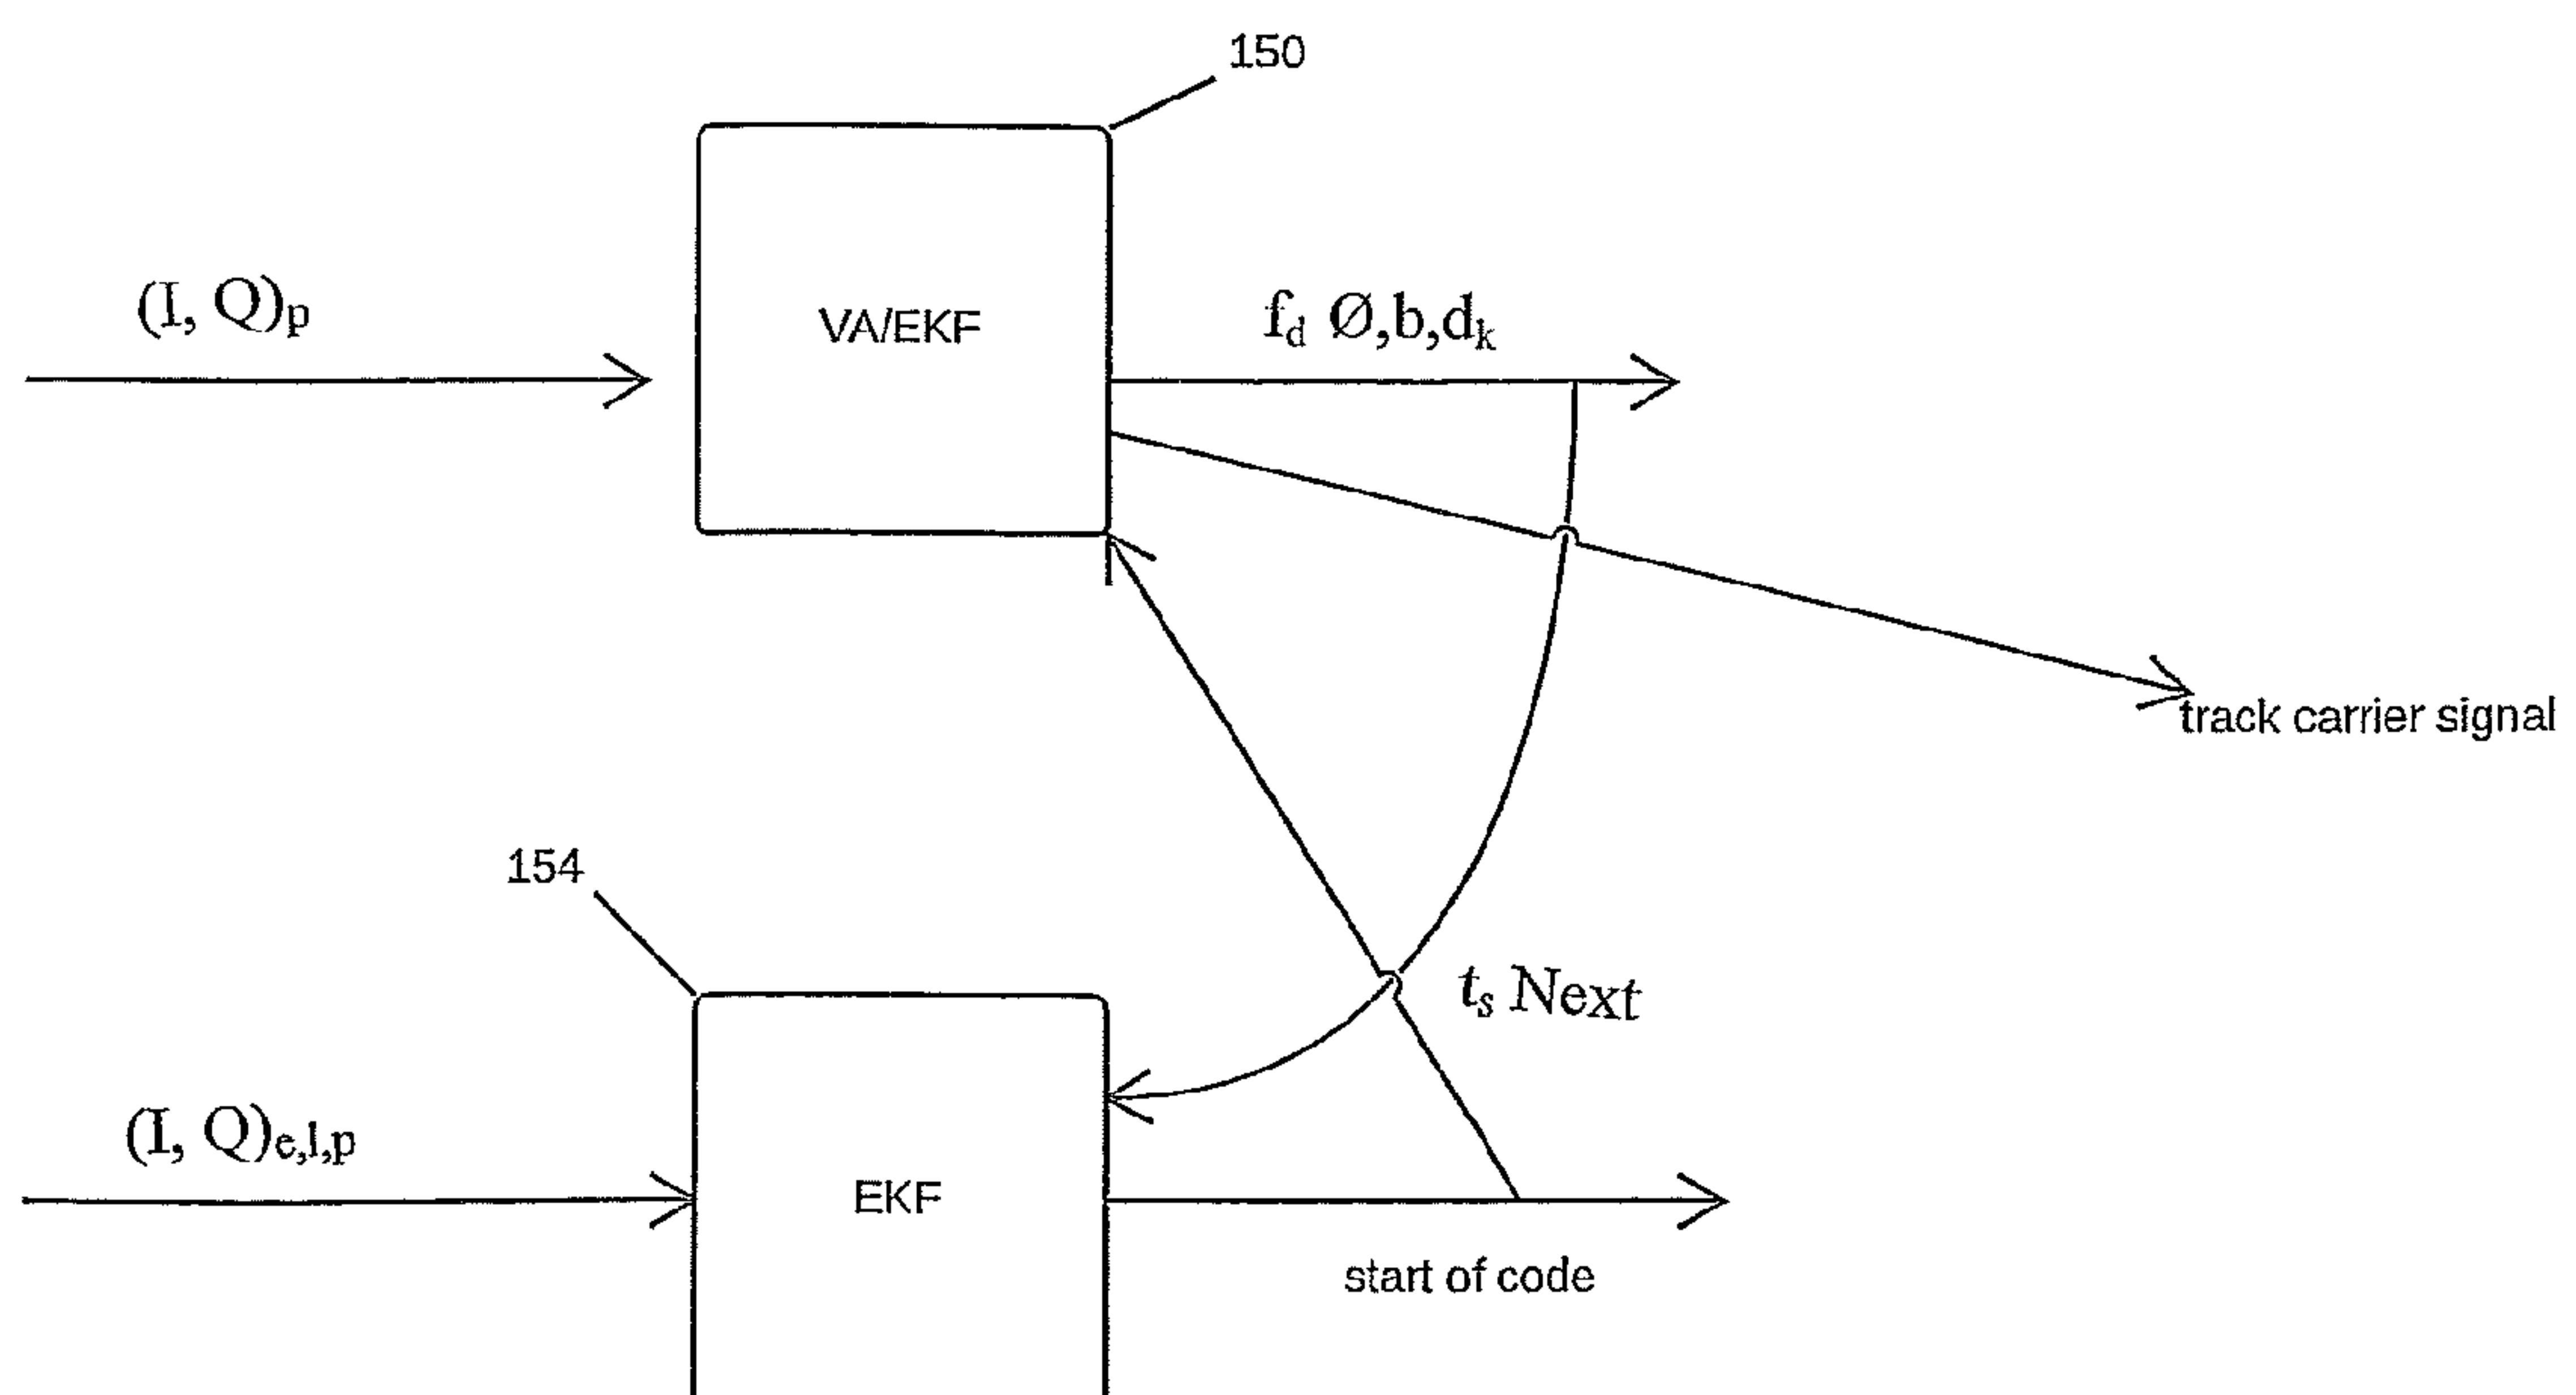 150
(I, Q)p
VA/EKF
fd Ø,b,dk
track carrier signal
154
ts Next
(I, Q)e,l,p
EKF
start of code